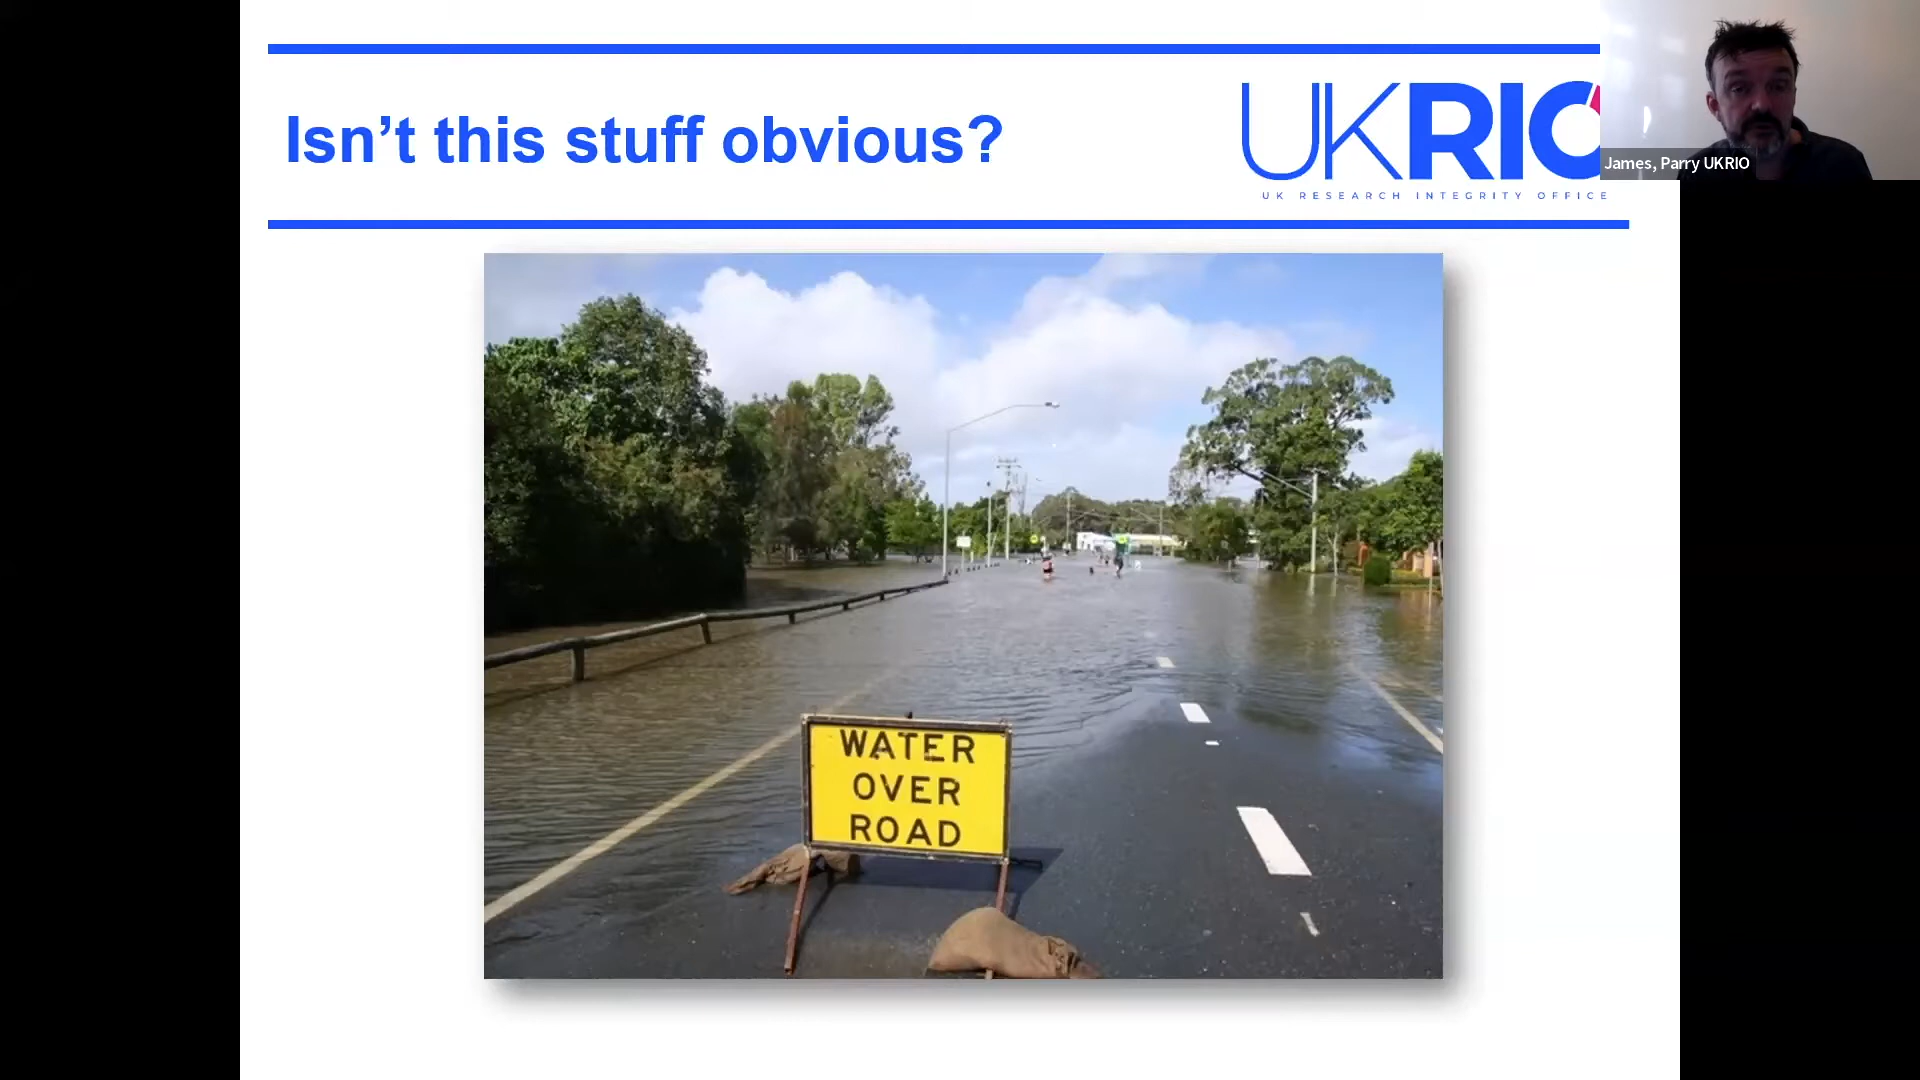 Isn’t this stuff obvious?
UKRIO
UK RESEARCH INTEGRITY OFFICE
James, Parry UKRIO
WATER
OVER
ROAD